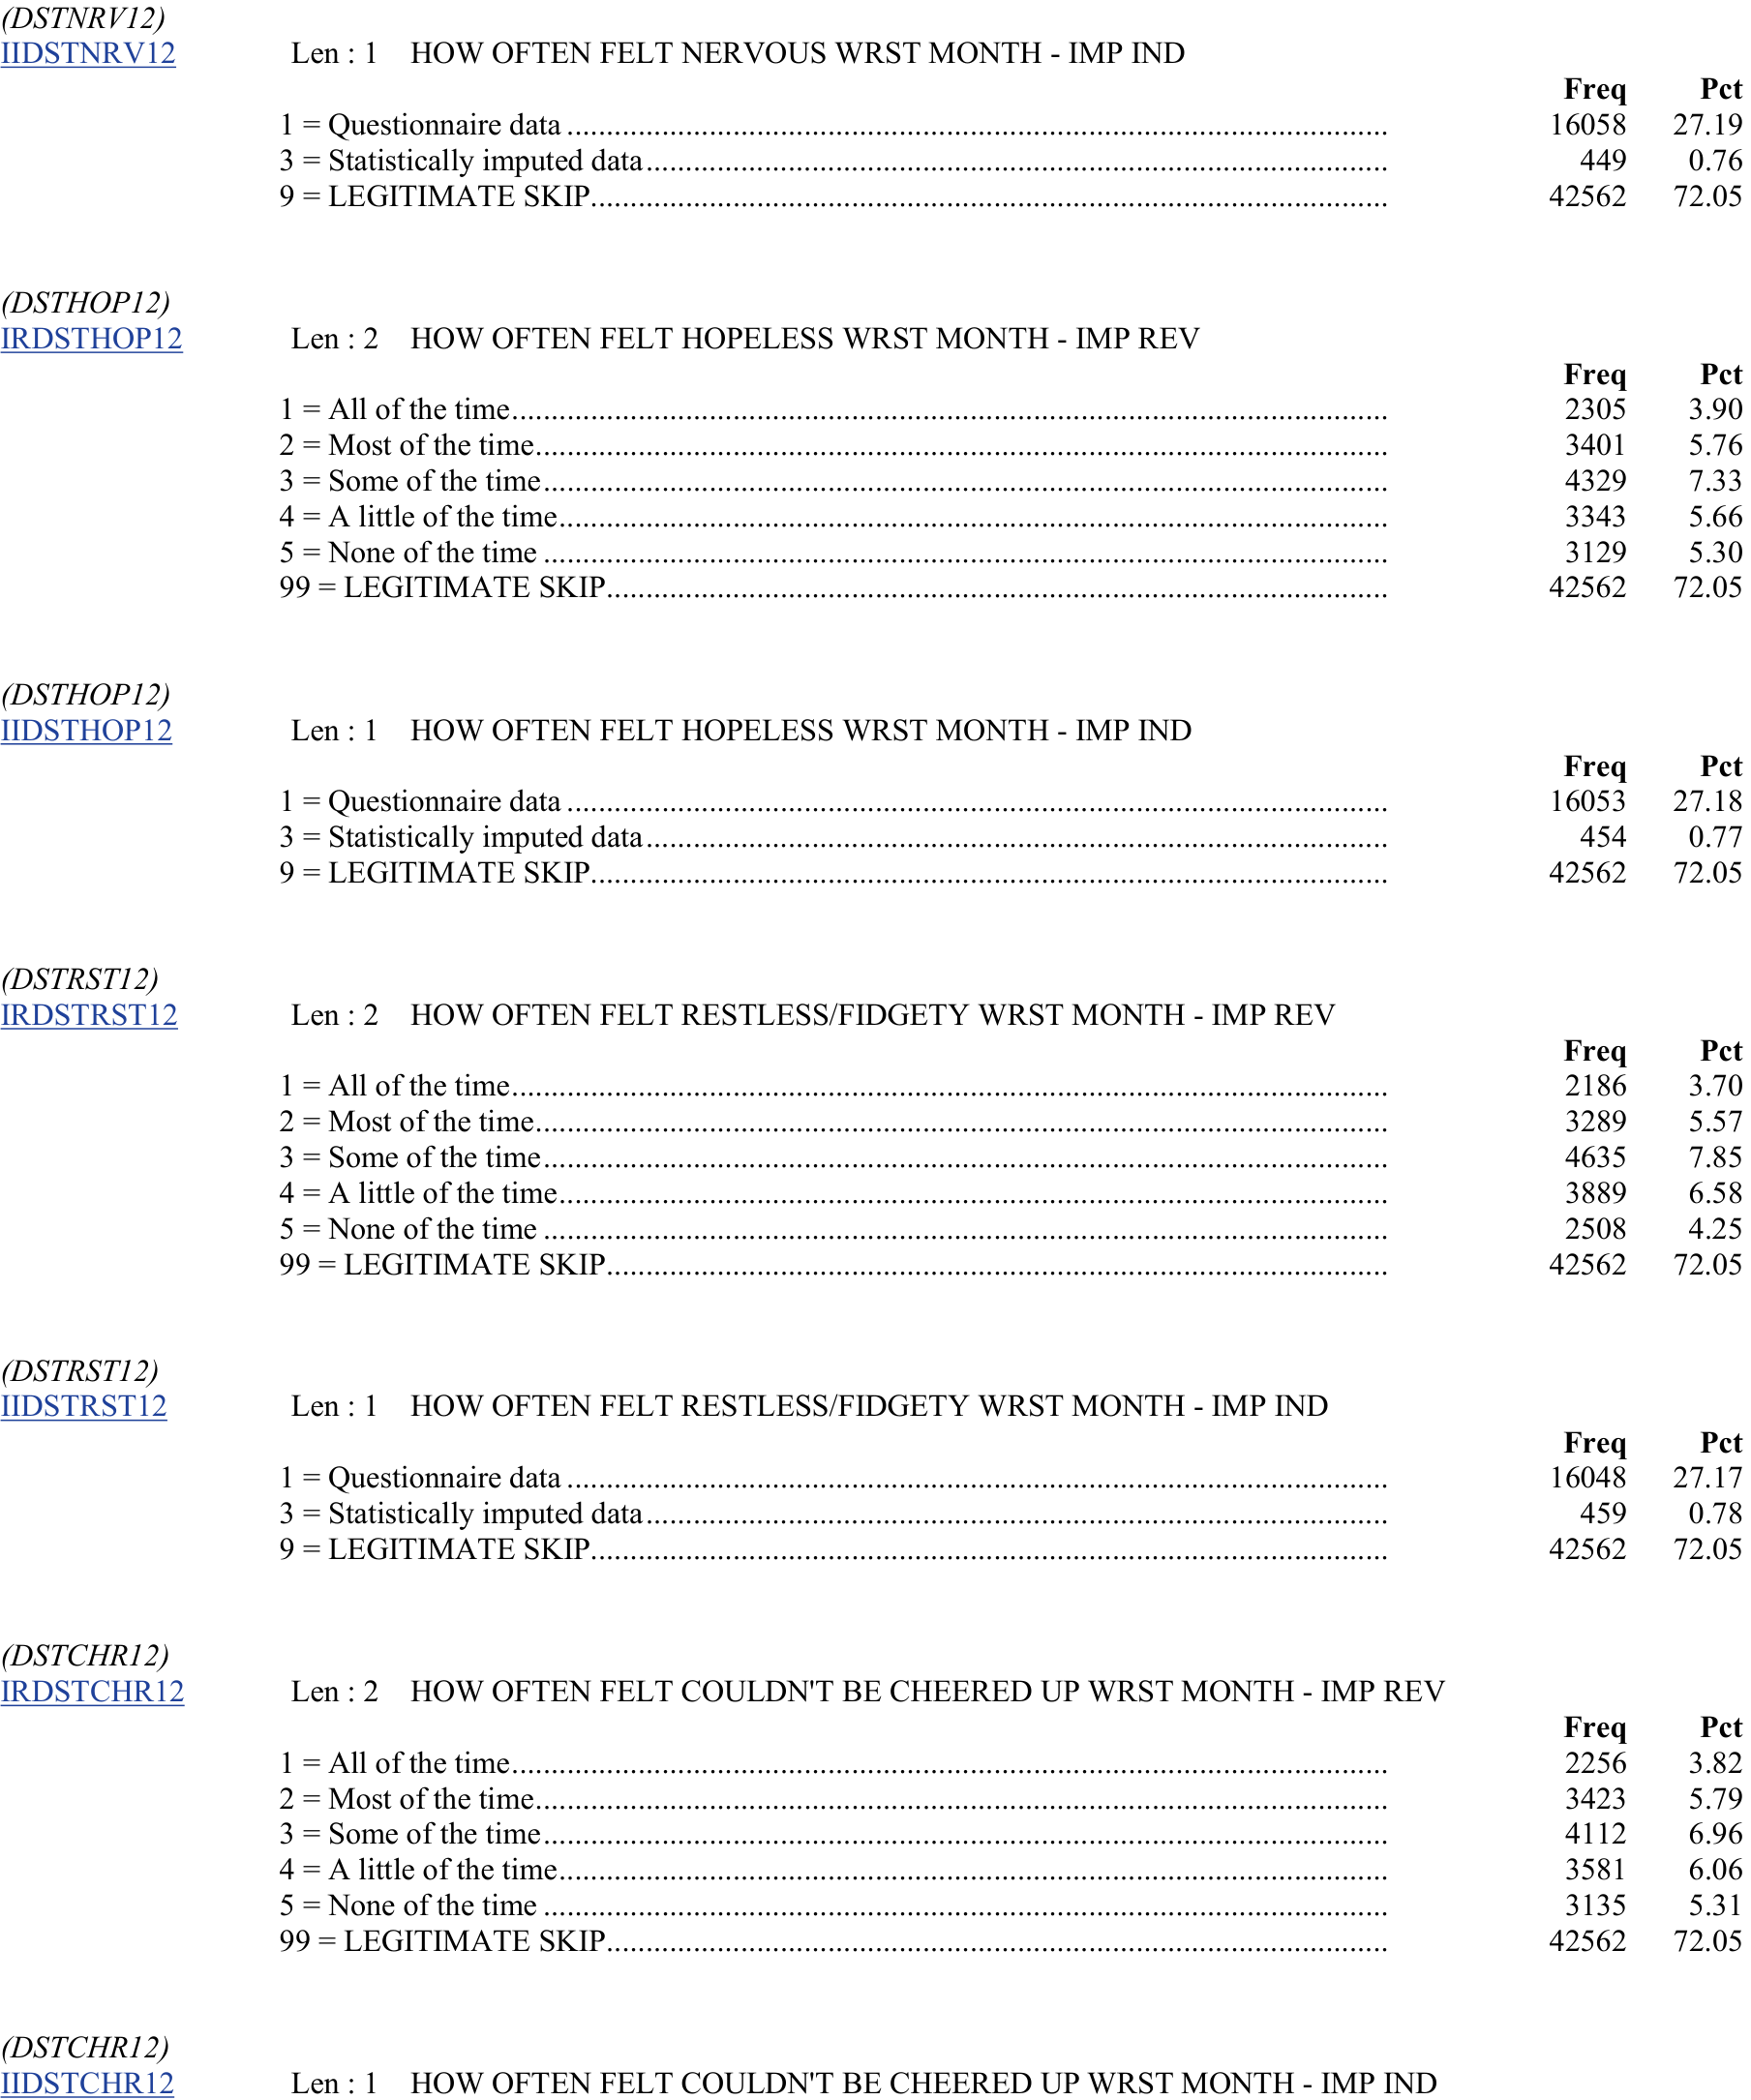 (DSTNRV12)
IIDSTNRV12 Len : 1 HOW OFTEN FELT NERVOUS WRST MONTH - IMP IND
Freq Pct
1 = Questionnaire data ........ 16058 27.19
3 = Statistically imputed data ........ 449 0.76
9 = LEGITIMATE SKIP ........ 42562 72.05
(DSTHOP12)
IRDSTHOP12 Len : 2 HOW OFTEN FELT HOPELESS WRST MONTH - IMP REV
Freq Pct
1 = All of the time ........ 2305 3.90
2 = Most of the time ........ 3401 5.76
3 = Some of the time ........ 4329 7.33
4 = A little of the time ........ 3343 5.66
5 = None of the time ........ 3129 5.30
99 = LEGITIMATE SKIP ........ 42562 72.05
(DSTHOP12)
IIDSTHOP12 Len : 1 HOW OFTEN FELT HOPELESS WRST MONTH - IMP IND
Freq Pct
1 = Questionnaire data ........ 16053 27.18
3 = Statistically imputed data ........ 454 0.77
9 = LEGITIMATE SKIP ........ 42562 72.05
(DSTRST12)
IRDSTRST12 Len : 2 HOW OFTEN FELT RESTLESS/FIDGETY WRST MONTH - IMP REV
Freq Pct
1 = All of the time ........ 2186 3.70
2 = Most of the time ........ 3289 5.57
3 = Some of the time ........ 4635 7.85
4 = A little of the time ........ 3889 6.58
5 = None of the time ........ 2508 4.25
99 = LEGITIMATE SKIP ........ 42562 72.05
(DSTRST12)
IIDSTRST12 Len : 1 HOW OFTEN FELT RESTLESS/FIDGETY WRST MONTH - IMP IND
Freq Pct
1 = Questionnaire data ........ 16048 27.17
3 = Statistically imputed data ........ 459 0.78
9 = LEGITIMATE SKIP ........ 42562 72.05
(DSTCHR12)
IRDSTCHR12 Len : 2 HOW OFTEN FELT COULDN'T BE CHEERED UP WRST MONTH - IMP REV
Freq Pct
1 = All of the time ........ 2256 3.82
2 = Most of the time ........ 3423 5.79
3 = Some of the time ........ 4112 6.96
4 = A little of the time ........ 3581 6.06
5 = None of the time ........ 3135 5.31
99 = LEGITIMATE SKIP ........ 42562 72.05
(DSTCHR12)
IIDSTCHR12 Len : 1 HOW OFTEN FELT COULDN'T BE CHEERED UP WRST MONTH - IMP IND